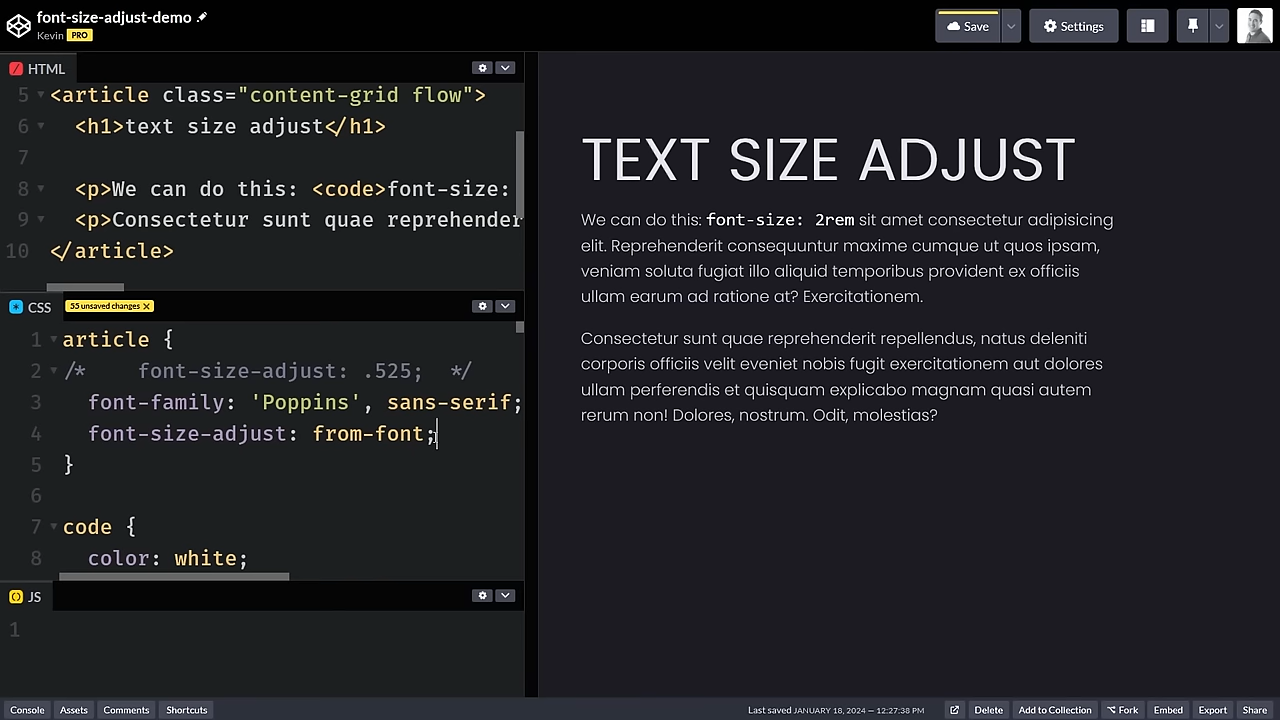 font-size-adjust-demo
Kevin PRO
Save
Settings
HTML
5 <article class="content-grid flow">
6 <h1>text size adjust</h1>
7
8 <p>We can do this: <code>font-size:
9 <p>Consectetur sunt quae reprehender
10 </article>
CSS 55 unsaved changes X
1 article {
2 /* font-size-adjust: .525; */
3 font-family: 'Poppins', sans-serif;
4 font-size-adjust: from-font;
5 }
6
7 code {
8 color: white;
JS
1
TEXT SIZE ADJUST
We can do this: font-size: 2rem sit amet consectetur adipisicing
elit. Reprehenderit consequuntur maxime cumque ut quos ipsam,
veniam soluta fugiat illo aliquid temporibus provident ex officiis
ullam earum ad ratione at? Exercitationem.
Consectetur sunt quae reprehenderit repellendus, natus deleniti
corporis officiis velit eveniet nobis fugit exercitationem aut dolores
ullam perferendis et quisquam explicabo magnam quasi autem
rerum non! Dolores, nostrum. Odit, molestias?
Console Assets Comments Shortcuts
Last saved JANUARY 18, 2024 — 12:27:38 PM
Delete Add to Collection Fork Embed Export Share